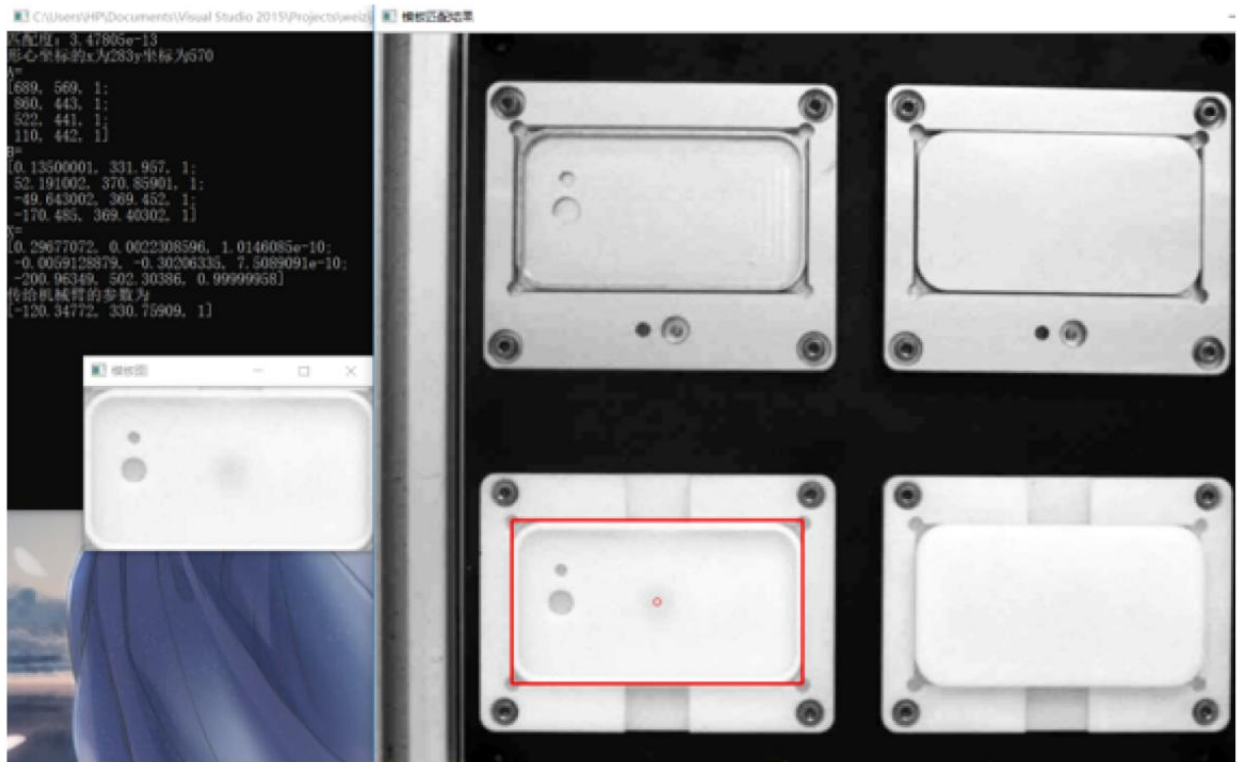 C:\Users\HP\Documents\Visual Studio 2015\Projects\weizi
模板匹配结果
匹配度：3.47805e-13
形心坐标的x为283y坐标为570
A=
[689, 569, 1;
860, 443, 1;
522, 441, 1;
110, 442, 1]
B=
[0.13500001, 331.957, 1;
52.191002, 370.85901, 1;
-49.643002, 369.452, 1;
-170.485, 369.40302, 1]
X=
[0.29677072, 0.0022308596, 1.0146085e-10;
-0.0059128879, -0.30206335, 7.5089091e-10;
-200.96349, 502.30386, 0.99999958]
传给机械臂的参数为
[-120.34772, 330.75909, 1]
模板图